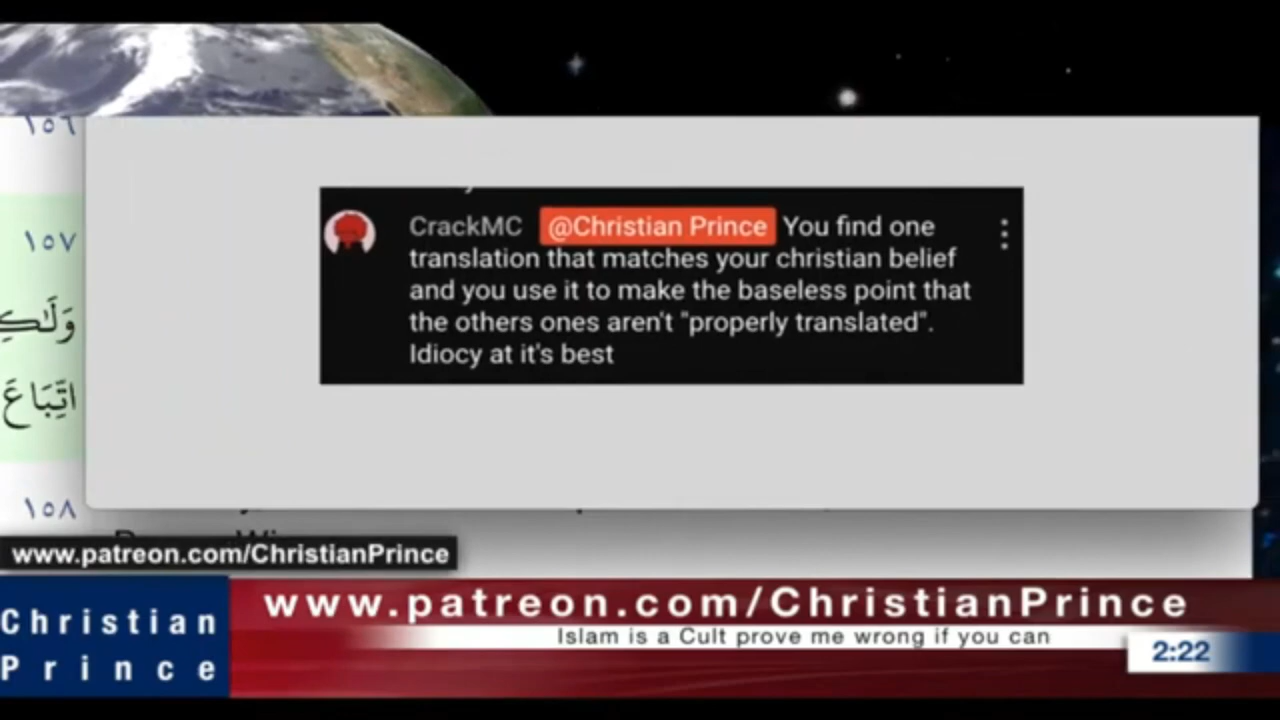 ١٥٦
١٥٧
اتِّبَاعَ
١٥٨
CrackMC @Christian Prince You find one
translation that matches your christian belief
and you use it to make the baseless point that
the others ones aren't "properly translated".
Idiocy at it's best
www.patreon.com/ChristianPrince
Christian
Prince
www.patreon.com/ChristianPrince
Islam is a Cult prove me wrong if you can
2:22